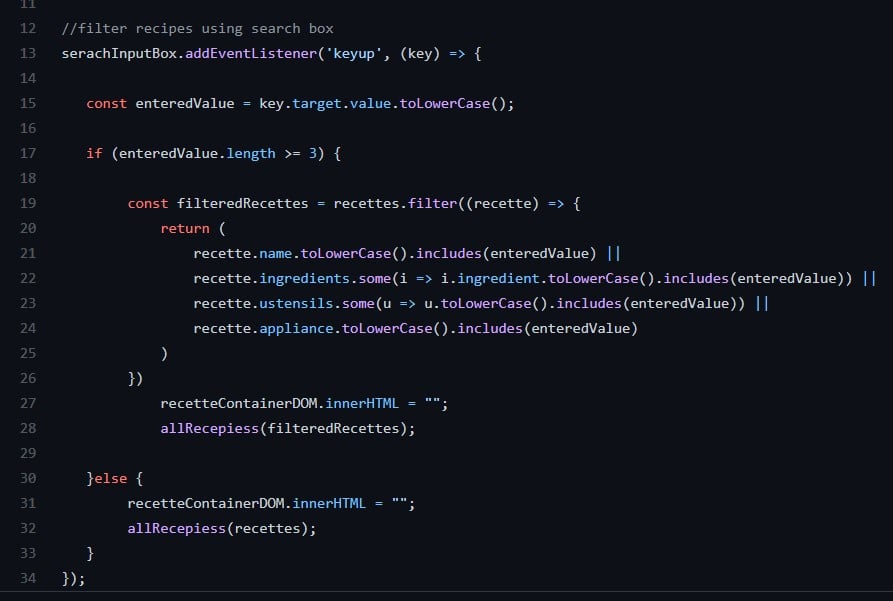 11
12 //filter recipes using search box
13 serachInputBox.addEventListener('keyup', (key) => {
14
15 const enteredValue = key.target.value.toLowerCase();
16
17 if (enteredValue.length >= 3) {
18
19 const filteredRecettes = recettes.filter((recette) => {
20 return (
21 recette.name.toLowerCase().includes(enteredValue) ||
22 recette.ingredients.some(i => i.ingredient.toLowerCase().includes(enteredValue)) ||
23 recette.ustensils.some(u => u.toLowerCase().includes(enteredValue)) ||
24 recette.appliance.toLowerCase().includes(enteredValue)
25 )
26 })
27 recetteContainerDOM.innerHTML = "";
28 allRecepiess(filteredRecettes);
29
30 }else {
31 recetteContainerDOM.innerHTML = "";
32 allRecepiess(recettes);
33 }
34 });